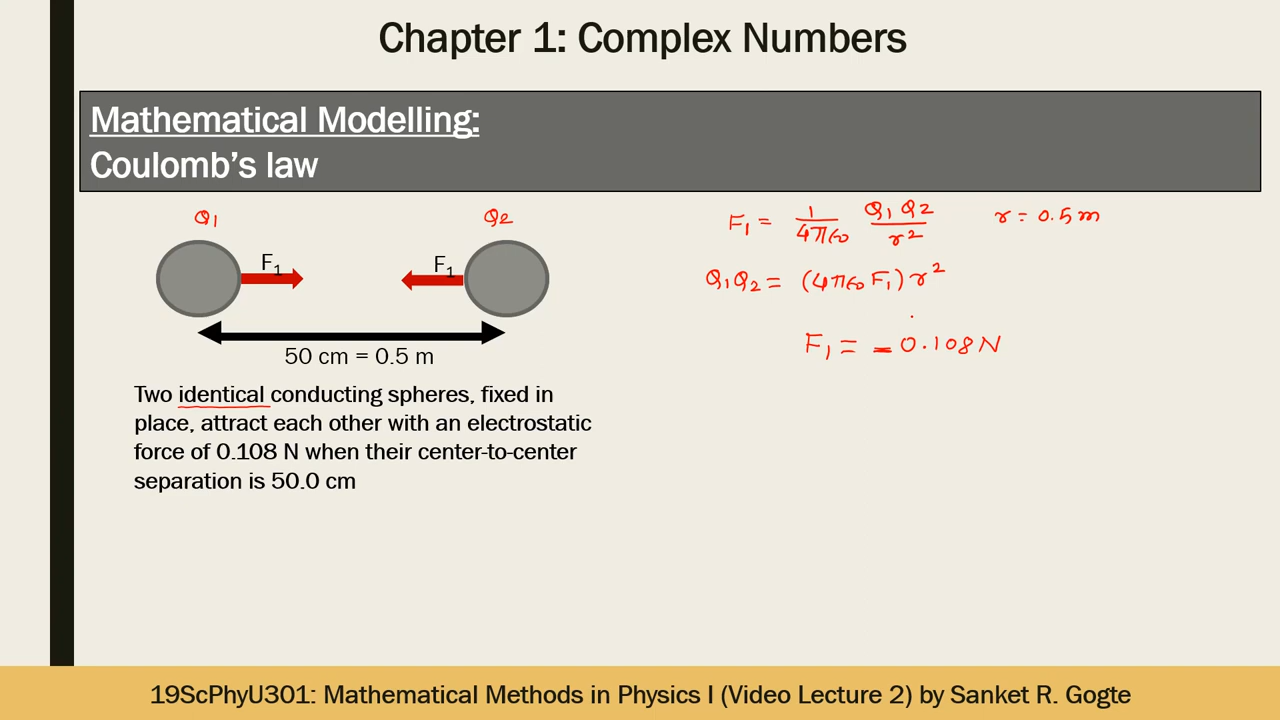 Chapter 1: Complex Numbers
Mathematical Modelling:
Coulomb's law
Q1
Q2
F1
F1
50 cm = 0.5 m
Two identical conducting spheres, fixed in
place, attract each other with an electrostatic
force of 0.108 N when their center-to-center
separation is 50.0 cm
F1 = 1/4πε0 Q1 Q2/r² r = 0.5 m
Q1Q2 = (4πε0 F1) r²
F1 = -0.108 N
19ScPhyU301: Mathematical Methods in Physics I (Video Lecture 2) by Sanket R. Gogte